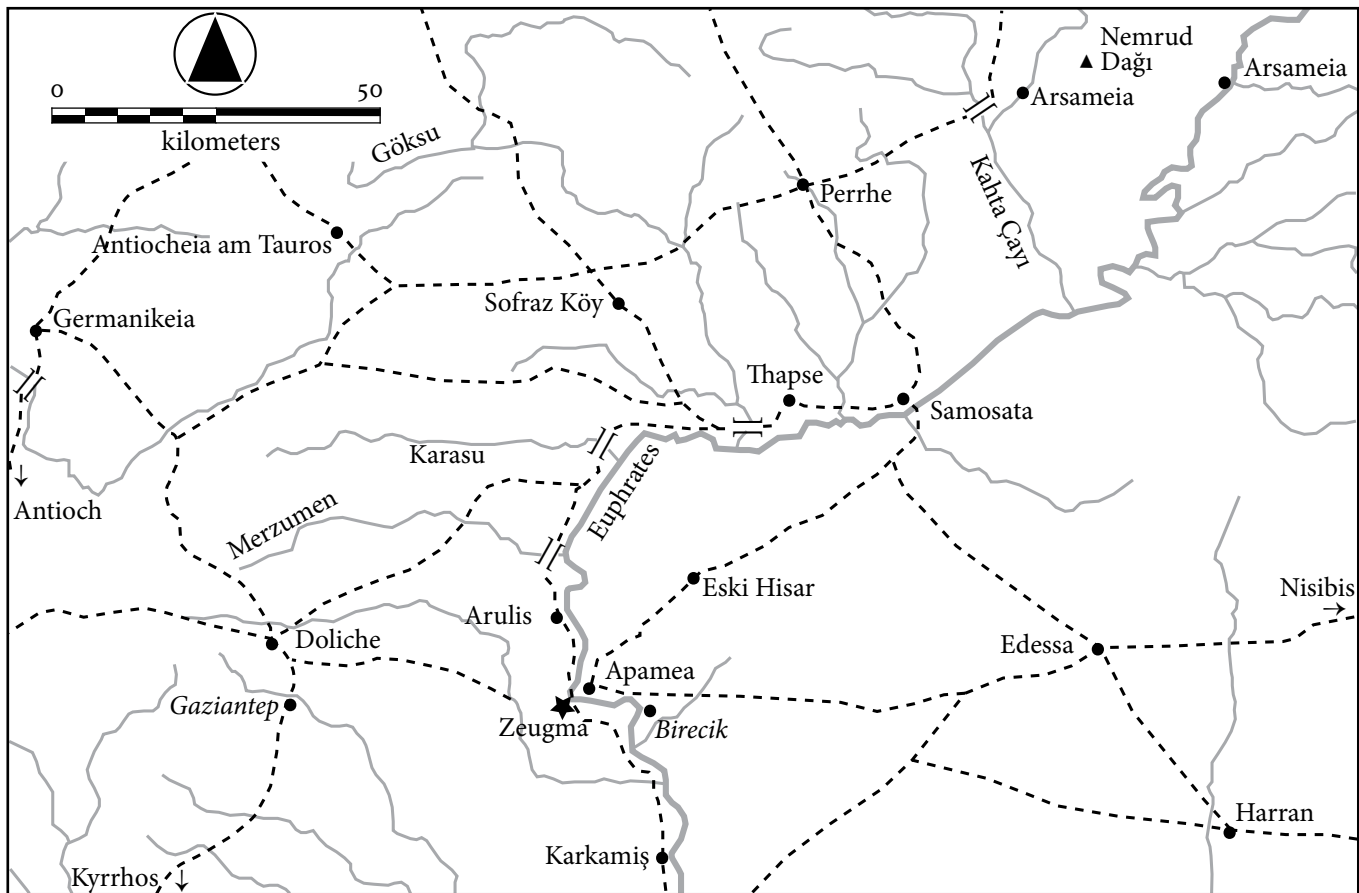 Nemrud
Dağı
Arsameia
Arsameia
0 50
kilometers
Göksu
Kahta Çayı
Perrhe
Antiocheia am Tauros
Sofraz Köy
Germanikeia
Thapse
Samosata
Karasu
Euphrates
Antioch
Merzumen
Eski Hisar
Nisibis
Arulis
Doliche
Edessa
Apamea
Gaziantep
Zeugma
Birecik
Harran
Karkamiş
Kyrrhos